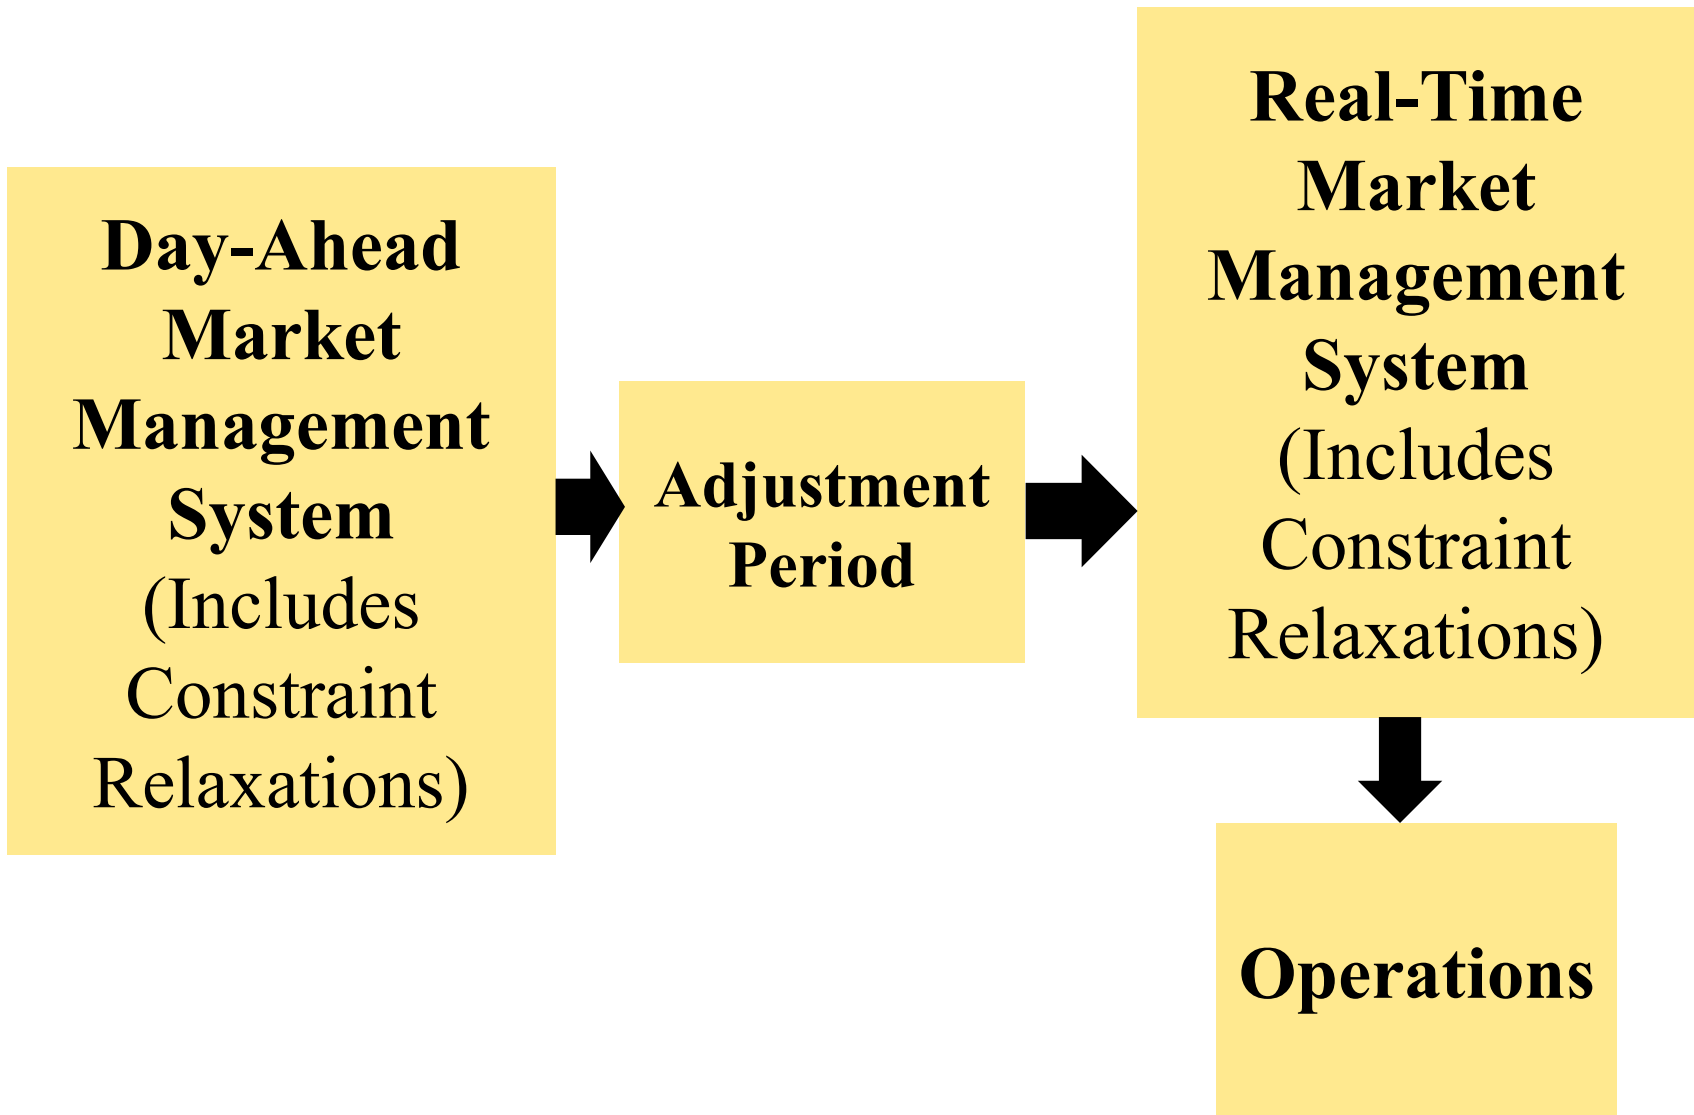 Day-Ahead
Market
Management
System
(Includes
Constraint
Relaxations)
Adjustment
Period
Real-Time
Market
Management
System
(Includes
Constraint
Relaxations)
Operations